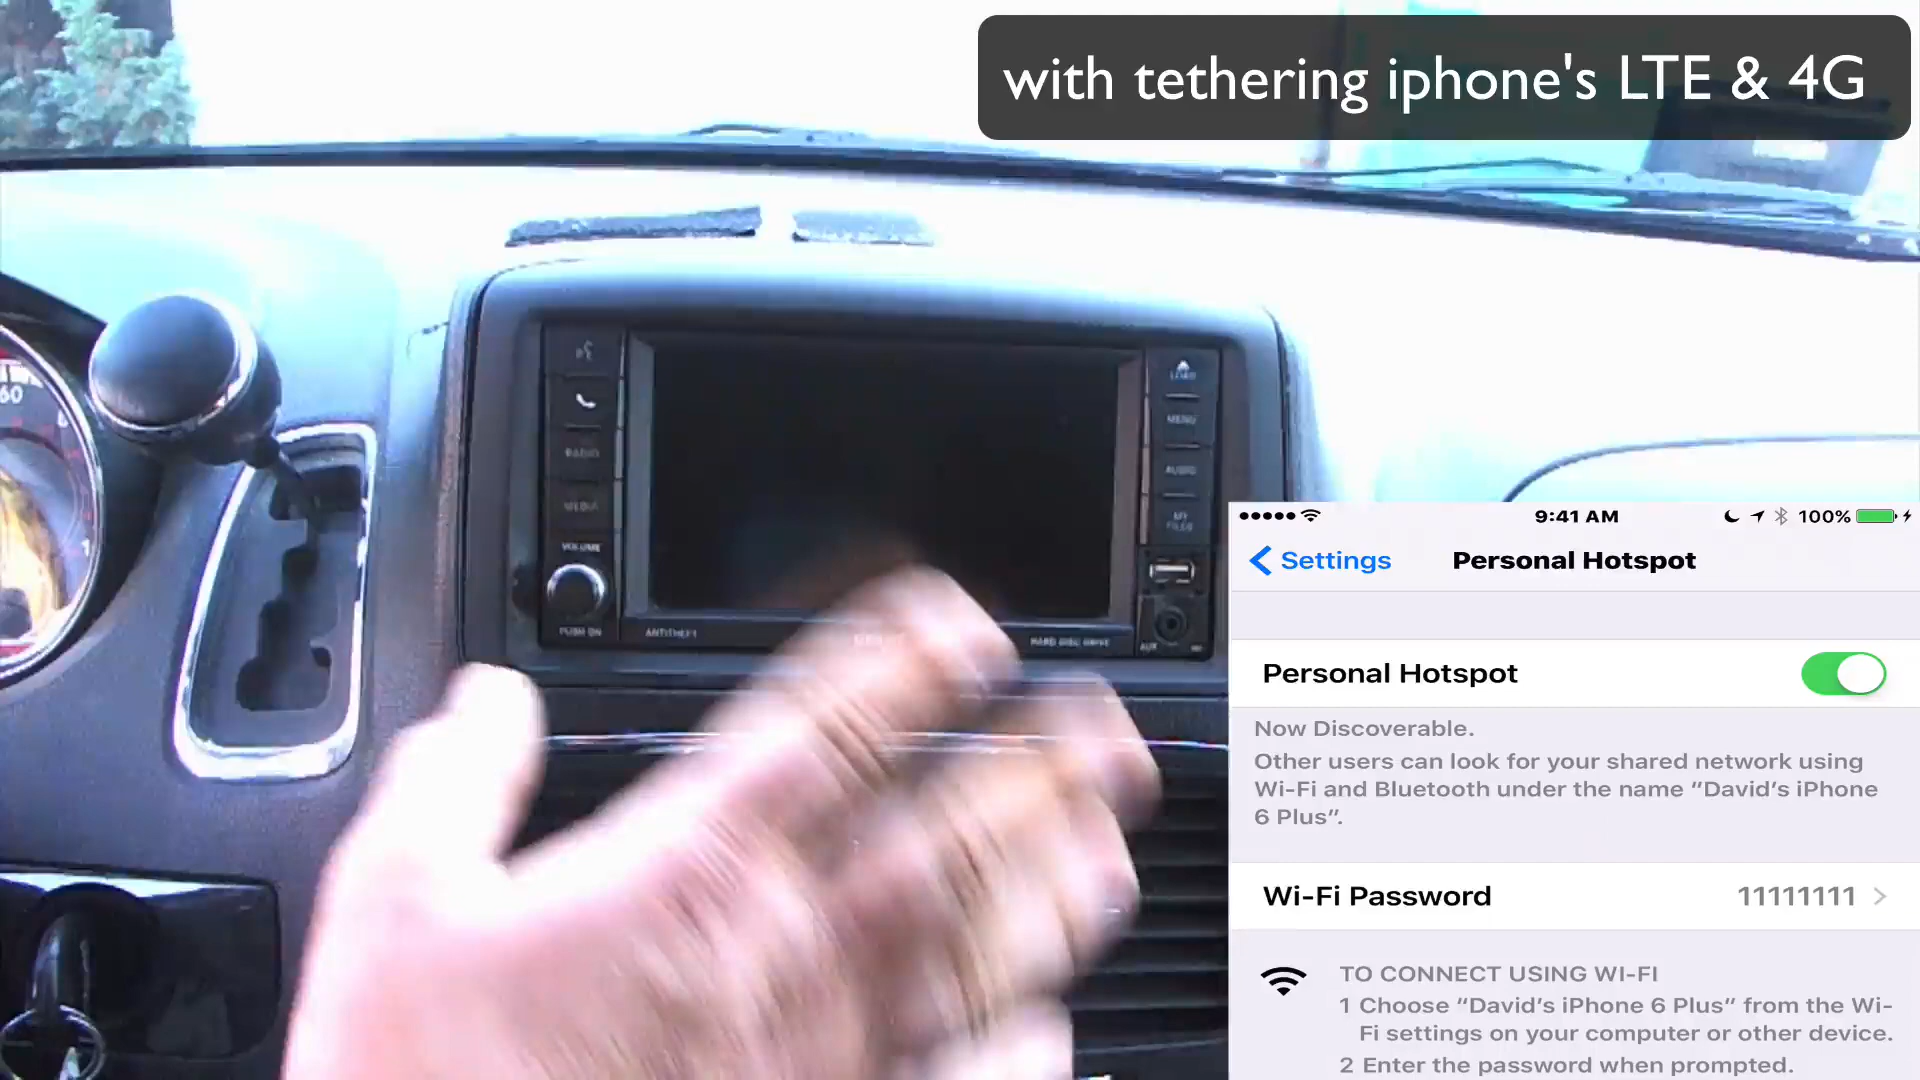 with tethering iphone's LTE & 4G
60
LOAD
MENU
RADIO
AUDIO
MEDIA
MY
FILES
VOLUME
PUSH ON
ANTITHEFT
HARD DISC DRIVE
AUX
9:41 AM
100%
Settings
Personal Hotspot
Personal Hotspot
Now Discoverable.
Other users can look for your shared network using
Wi-Fi and Bluetooth under the name “David’s iPhone
6 Plus”.
Wi-Fi Password
11111111
TO CONNECT USING WI-FI
1 Choose “David’s iPhone 6 Plus” from the Wi-
Fi settings on your computer or other device.
2 Enter the password when prompted.